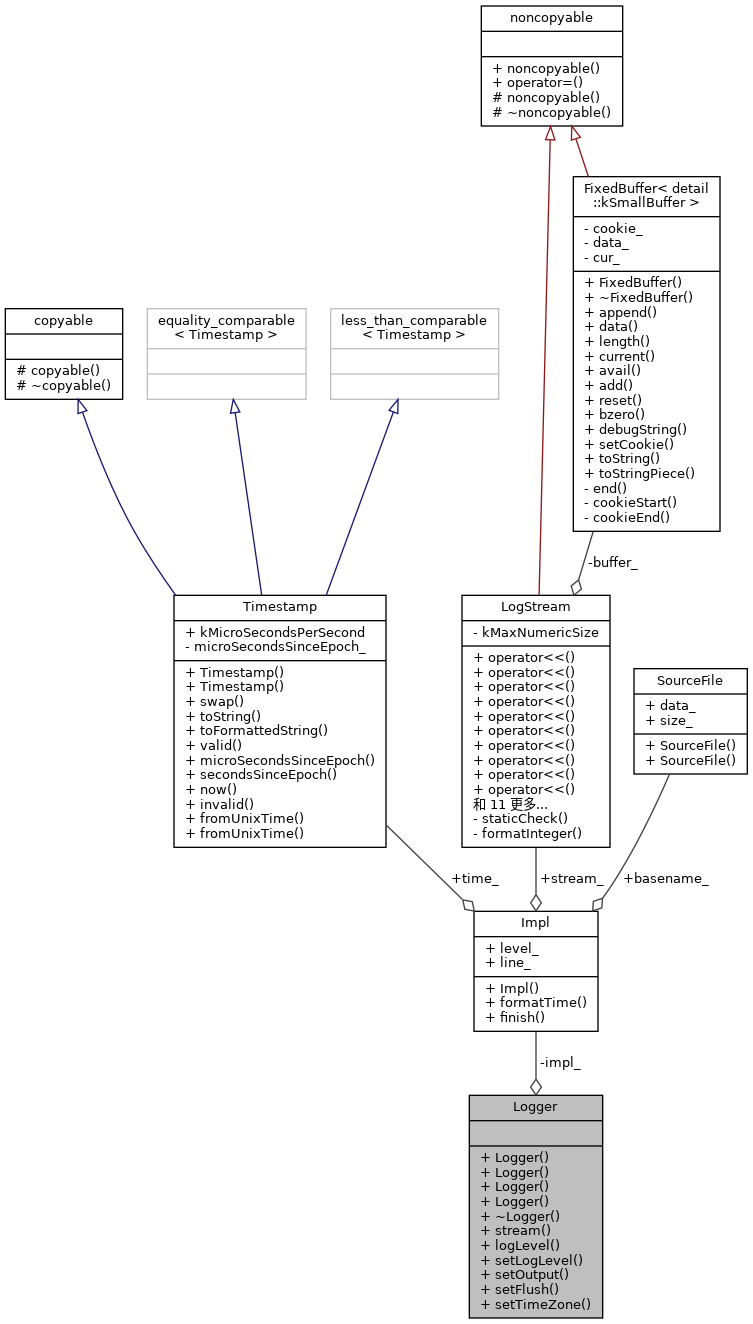 noncopyable
+ noncopyable()
+ operator=()
# noncopyable()
# ~noncopyable()
FixedBuffer< detail
::kSmallBuffer >
- cookie_
- data_
- cur_
+ FixedBuffer()
+ ~FixedBuffer()
+ append()
+ data()
+ length()
+ current()
+ avail()
+ add()
+ reset()
+ bzero()
+ debugString()
+ setCookie()
+ toString()
+ toStringPiece()
- end()
- cookieStart()
- cookieEnd()
copyable
# copyable()
# ~copyable()
equality_comparable
< Timestamp >
less_than_comparable
< Timestamp >
-buffer_
Timestamp
+ kMicroSecondsPerSecond
- microSecondsSinceEpoch_
+ Timestamp()
+ Timestamp()
+ swap()
+ toString()
+ toFormattedString()
+ valid()
+ microSecondsSinceEpoch()
+ secondsSinceEpoch()
+ now()
+ invalid()
+ fromUnixTime()
+ fromUnixTime()
LogStream
- kMaxNumericSize
+ operator<<()
+ operator<<()
+ operator<<()
+ operator<<()
+ operator<<()
+ operator<<()
+ operator<<()
+ operator<<()
+ operator<<()
+ operator<<()
和 11 更多...
- staticCheck()
- formatInteger()
SourceFile
+ data_
+ size_
+ SourceFile()
+ SourceFile()
+time_
+stream_
+basename_
Impl
+ level_
+ line_
+ Impl()
+ formatTime()
+ finish()
-impl_
Logger
+ Logger()
+ Logger()
+ Logger()
+ Logger()
+ ~Logger()
+ stream()
+ logLevel()
+ setLogLevel()
+ setOutput()
+ setFlush()
+ setTimeZone()